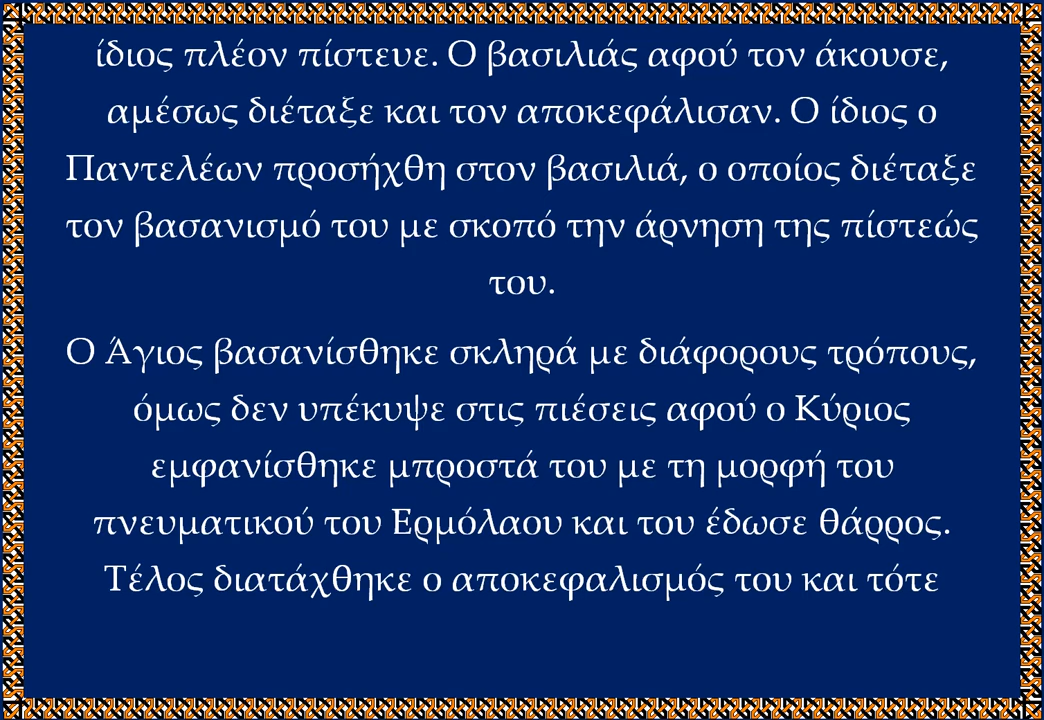 ίδιος πλέον πίστευε. Ο βασιλιάς αφού τον άκουσε,
αμέσως διέταξε και τον αποκεφάλισαν. Ο ίδιος ο
Παντελέων προσήχθη στον βασιλιά, ο οποίος διέταξε
τον βασανισμό του με σκοπό την άρνηση της πίστεώς
του.
Ο Άγιος βασανίσθηκε σκληρά με διάφορους τρόπους,
όμως δεν υπέκυψε στις πιέσεις αφού ο Κύριος
εμφανίσθηκε μπροστά του με τη μορφή του
πνευματικού του Ερμόλαου και του έδωσε θάρρος.
Τέλος διατάχθηκε ο αποκεφαλισμός του και τότε